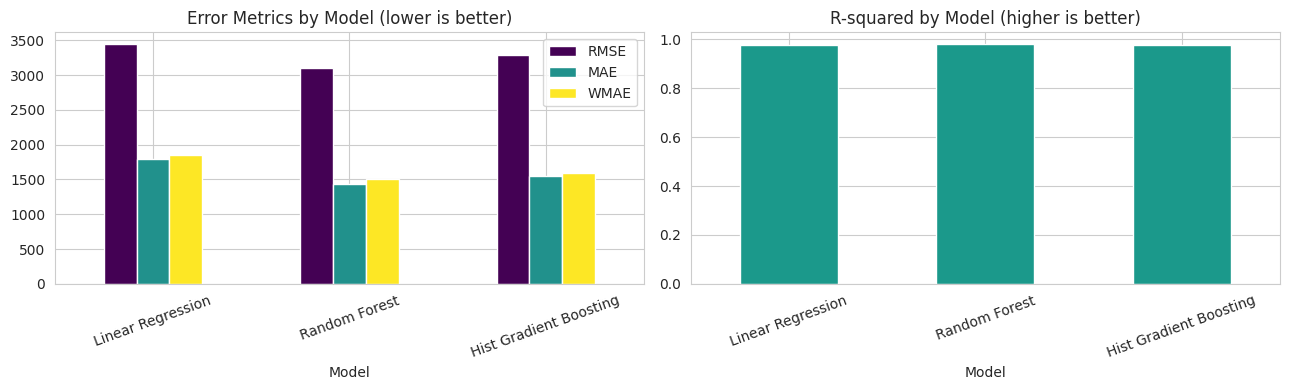 Error Metrics by Model (lower is better)
3500
3000
2500
2000
1500
1000
500
0
RMSE
MAE
WMAE
Linear Regression
Random Forest
Hist Gradient Boosting
Model
R-squared by Model (higher is better)
1.0
0.8
0.6
0.4
0.2
0.0
Linear Regression
Random Forest
Hist Gradient Boosting
Model